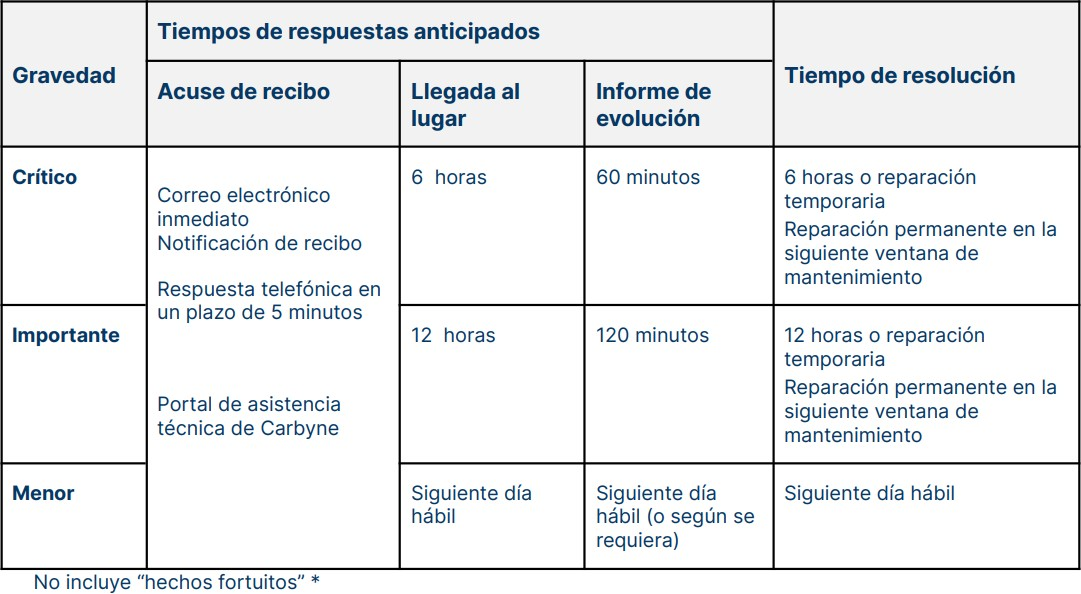 Gravedad
Tiempos de respuestas anticipados
Tiempo de resolución
Acuse de recibo
Llegada al
lugar
Informe de
evolución
Crítico
Correo electrónico
inmediato
Notificación de recibo
Respuesta telefónica en
un plazo de 5 minutos
Portal de asistencia
técnica de Carbyne
6 horas
60 minutos
6 horas o reparación
temporaria
Reparación permanente en la
siguiente ventana de
mantenimiento
Importante
12 horas
120 minutos
12 horas o reparación
temporaria
Reparación permanente en la
siguiente ventana de
mantenimiento
Menor
Siguiente día
hábil
Siguiente día
hábil (o según se
requiera)
Siguiente día hábil
No incluye “hechos fortuitos” *